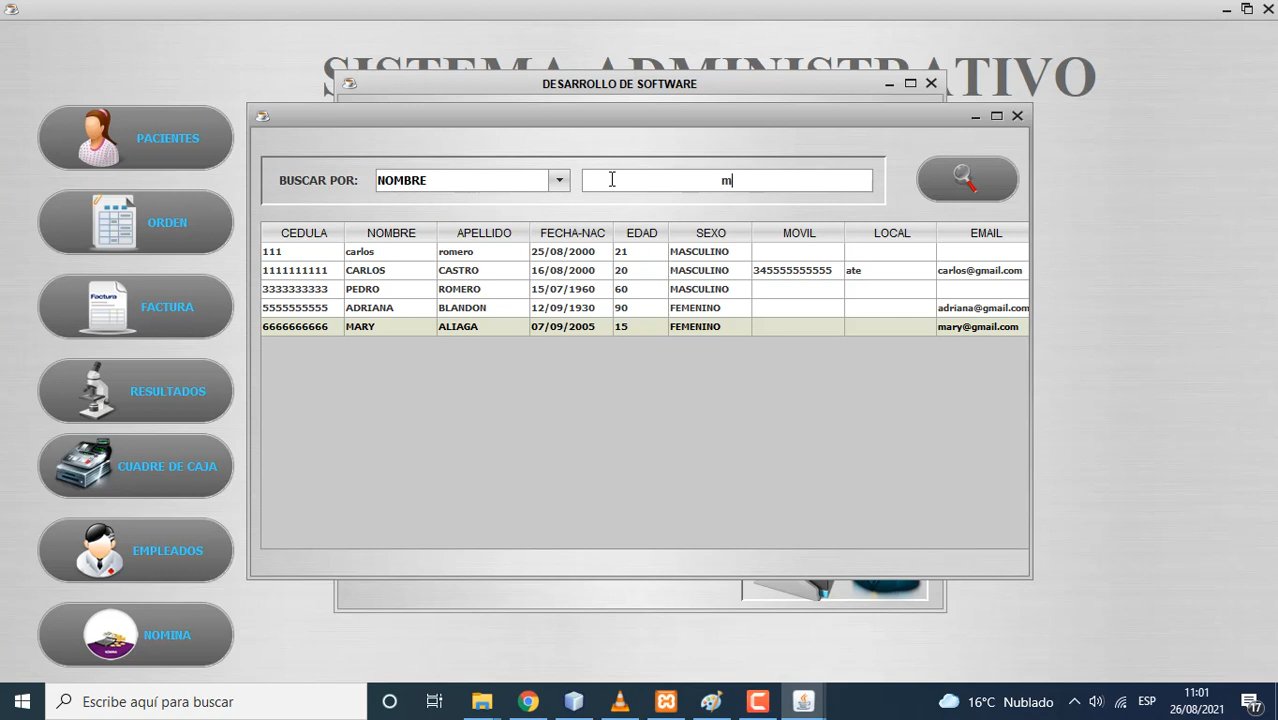 SISTEMA ADMINISTRATIVO
DESARROLLO DE SOFTWARE
PACIENTES
ORDEN
Factura
FACTURA
RESULTADOS
CUADRE DE CAJA
EMPLEADOS
NOMINA
BUSCAR POR: NOMBRE m
CEDULA NOMBRE APELLIDO FECHA-NAC EDAD SEXO MOVIL LOCAL EMAIL
111 carlos romero 25/08/2000 21 MASCULINO
1111111111 CARLOS CASTRO 16/08/2000 20 MASCULINO 345555555555 ate carlos@gmail.com
3333333333 PEDRO ROMERO 15/07/1960 60 MASCULINO
5555555555 ADRIANA BLANDON 12/09/1930 90 FEMENINO adriana@gmail.com
6666666666 MARY ALIAGA 07/09/2005 15 FEMENINO mary@gmail.com
Escribe aquí para buscar
16°C Nublado
ESP
11:01
26/08/2021
17